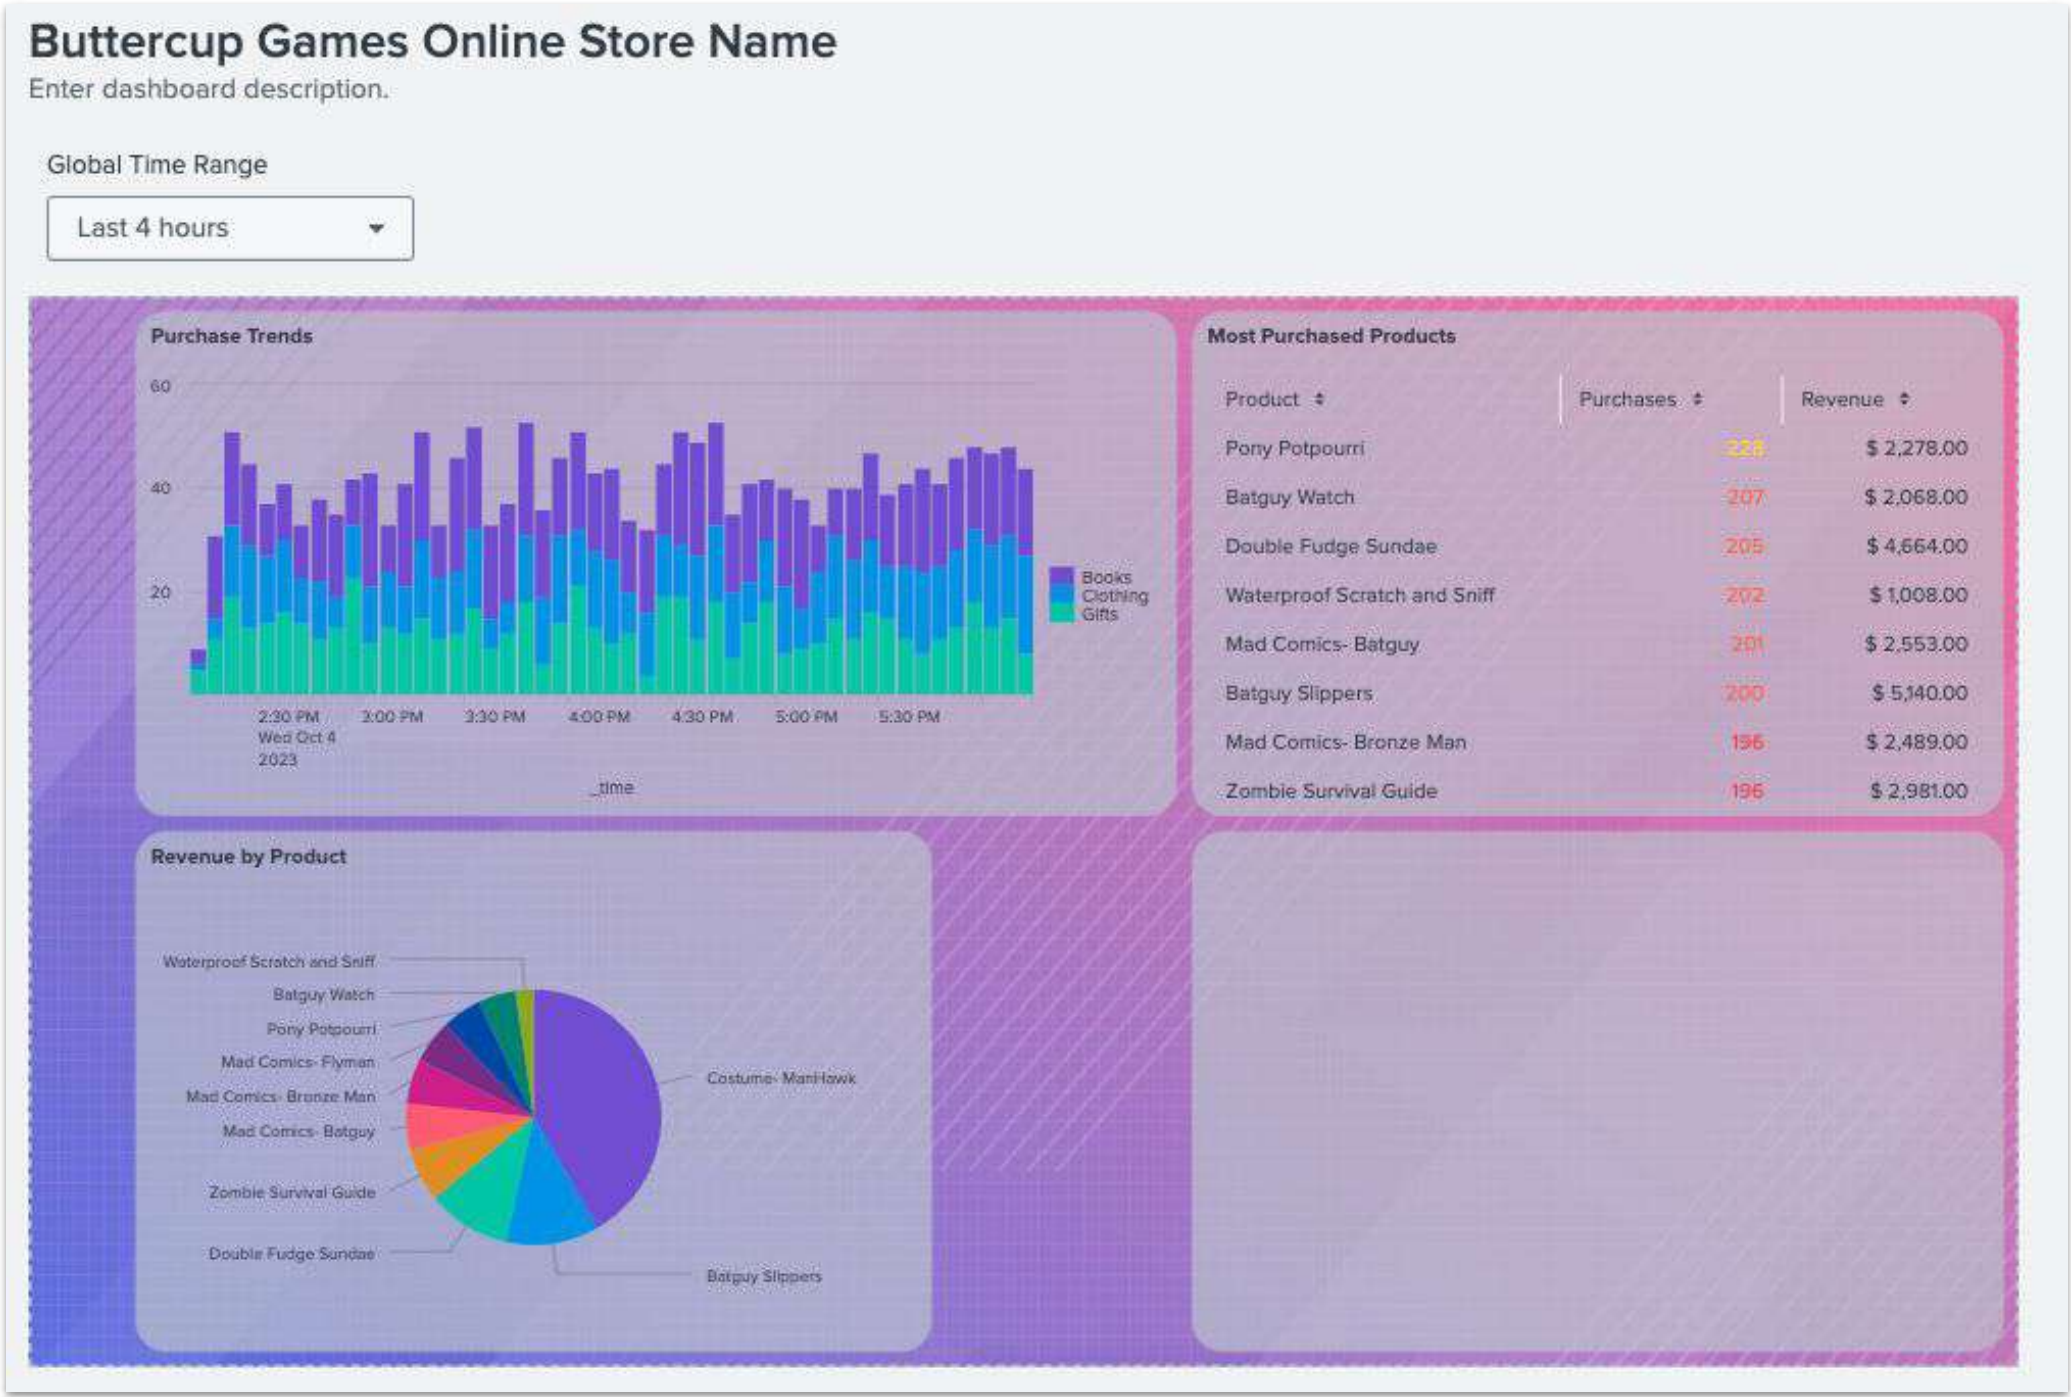 Buttercup Games Online Store Name
Enter dashboard description.
Global Time Range
Last 4 hours
Purchase Trends
60
40
20
2:30 PM 3:00 PM 3:30 PM 4:00 PM 4:30 PM 5:00 PM 5:30 PM
Wed Oct 4
2023
_time
Books
Clothing
Gifts
Most Purchased Products
Product Purchases Revenue
Pony Potpourri 228 $ 2,278.00
Batguy Watch 207 $ 2,068.00
Double Fudge Sundae 205 $ 4,664.00
Waterproof Scratch and Sniff 202 $ 1,008.00
Mad Comics- Batguy 201 $ 2,553.00
Batguy Slippers 200 $ 5,140.00
Mad Comics- Bronze Man 196 $ 2,489.00
Zombie Survival Guide 196 $ 2,981.00
Revenue by Product
Waterproof Scratch and Sniff
Batguy Watch
Pony Potpourri
Mad Comics- Flyman
Mad Comics- Bronze Man
Mad Comics- Batguy
Zombie Survival Guide
Double Fudge Sundae
Costume- ManHawk
Batguy Slippers